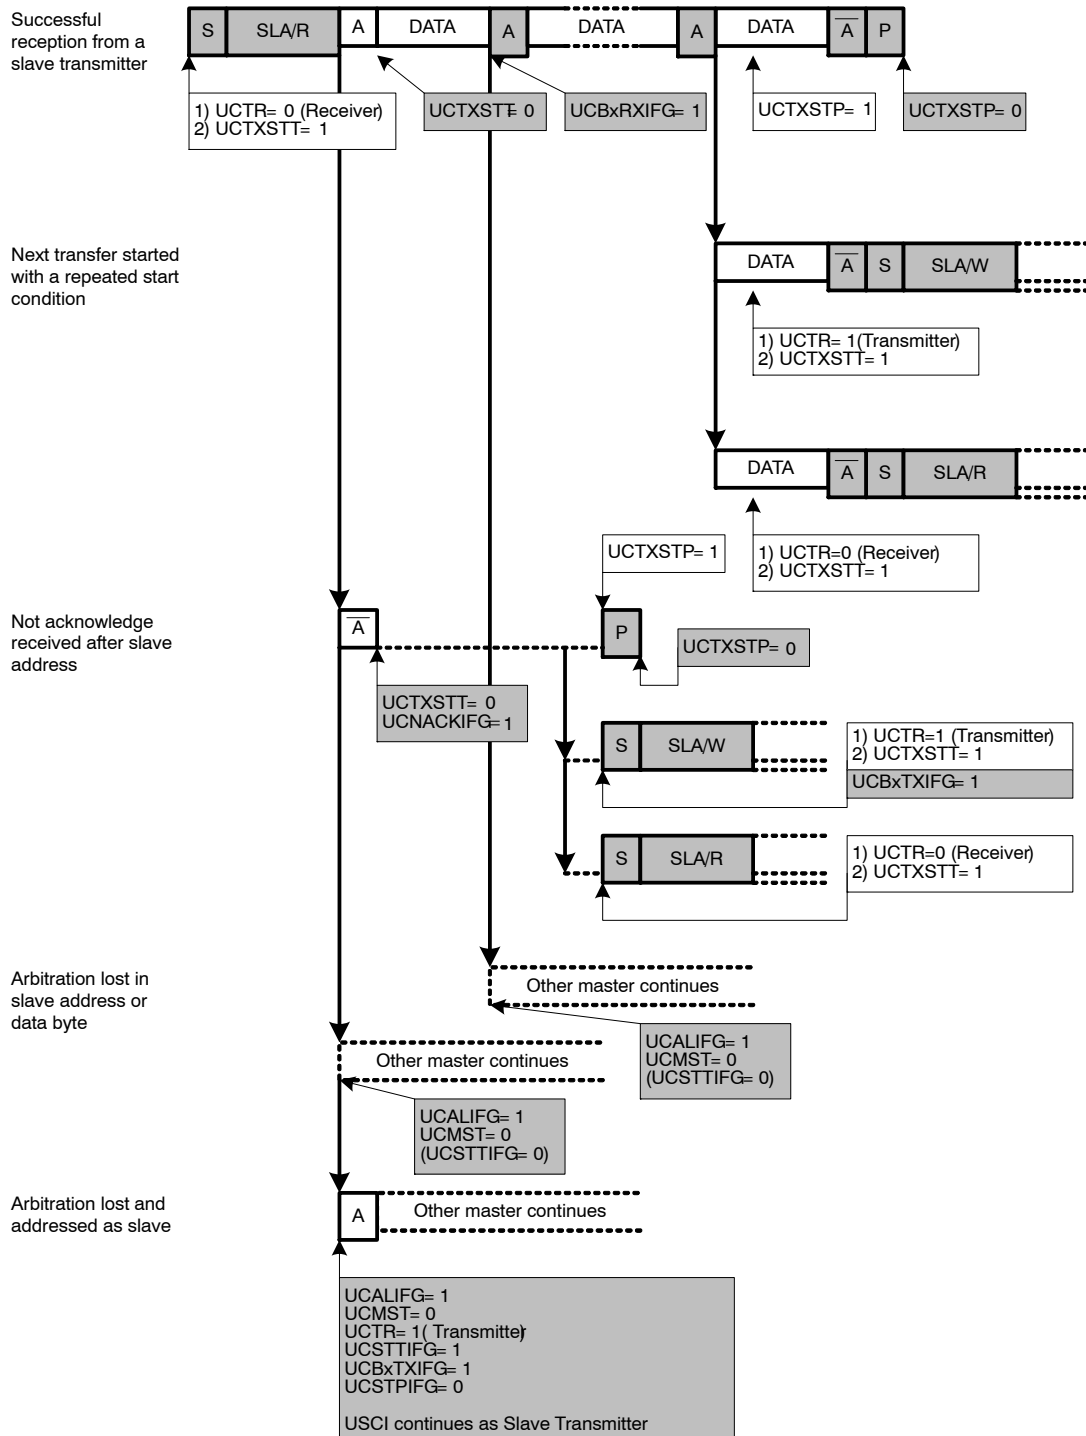 Successful
reception from a
slave transmitter
S SLA/R A DATA A DATA A DATA A P
1) UCTR= 0 (Receiver)
2) UCTXSTT= 1
UCTXSTT= 0
UCBxRXIFG= 1
UCTXSTP= 1
UCTXSTP= 0
Next transfer started
with a repeated start
condition
DATA A S SLA/W
1) UCTR= 1(Transmitter)
2) UCTXSTT= 1
DATA A S SLA/R
1) UCTR=0 (Receiver)
2) UCTXSTT= 1
UCTXSTP= 1
Not acknowledge
received after slave
address
A
P
UCTXSTP= 0
UCTXSTT= 0
UCNACKIFG=1
S SLA/W
1) UCTR=1 (Transmitter)
2) UCTXSTT= 1
UCBxTXIFG= 1
S SLA/R
1) UCTR=0 (Receiver)
2) UCTXSTT= 1
Arbitration lost in
slave address or
data byte
Other master continues
UCALIFG= 1
UCMST= 0
(UCSTTIFG= 0)
Other master continues
UCALIFG= 1
UCMST= 0
(UCSTTIFG= 0)
Arbitration lost and
addressed as slave
A Other master continues
UCALIFG= 1
UCMST= 0
UCTR= 1( Transmitter)
UCSTTIFG= 1
UCBxTXIFG= 1
UCSTPIFG= 0
USCI continues as Slave Transmitter